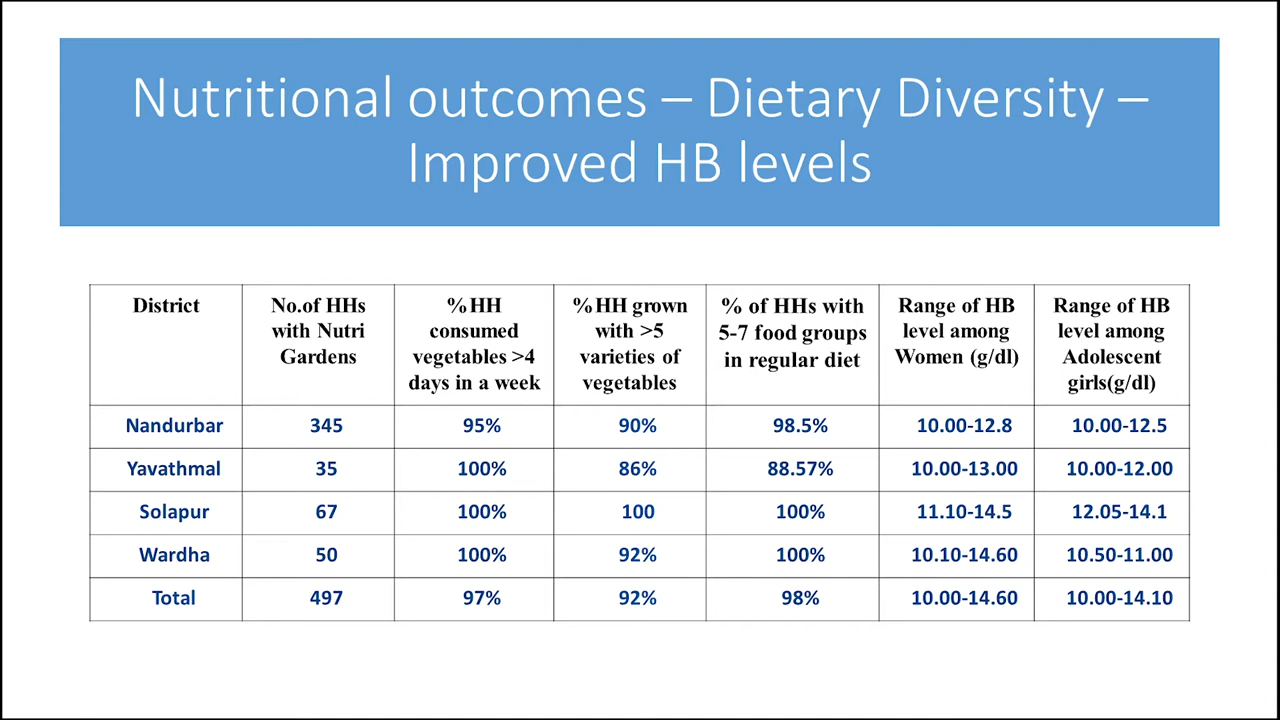 Nutritional outcomes – Dietary Diversity –
Improved HB levels
District
No.of HHs
with Nutri
Gardens
%HH
consumed
vegetables >4
days in a week
%HH grown
with >5
varieties of
vegetables
% of HHs with
5-7 food groups
in regular diet
Range of HB
level among
Women (g/dl)
Range of HB
level among
Adolescent
girls(g/dl)
Nandurbar 345 95% 90% 98.5% 10.00-12.8 10.00-12.5
Yavathmal 35 100% 86% 88.57% 10.00-13.00 10.00-12.00
Solapur 67 100% 100 100% 11.10-14.5 12.05-14.1
Wardha 50 100% 92% 100% 10.10-14.60 10.50-11.00
Total 497 97% 92% 98% 10.00-14.60 10.00-14.10